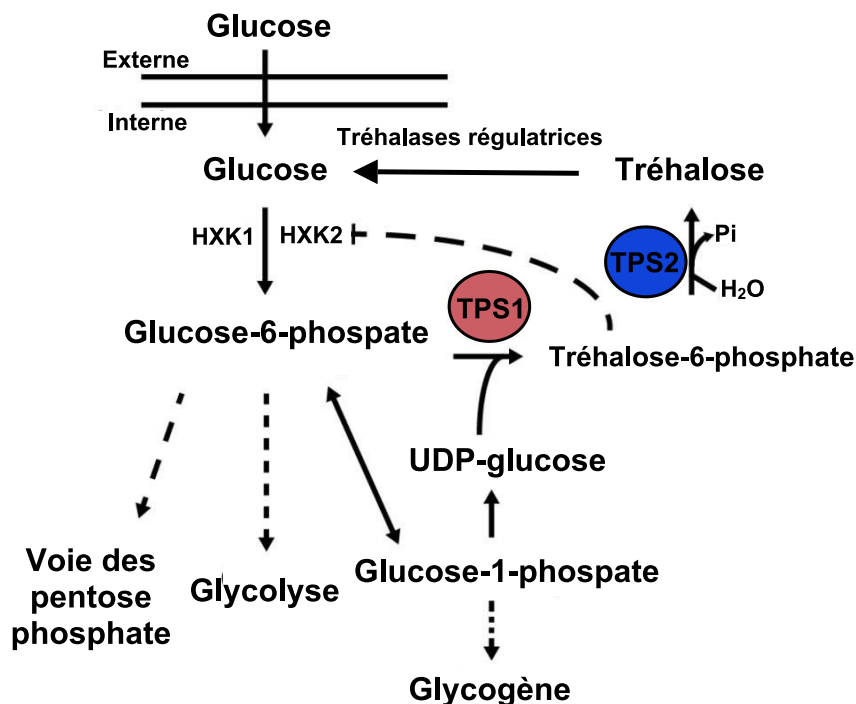 Glucose
Externe
Interne
Tréhalases régulatrices
Glucose
Tréhalose
HXK1
HXK2
TPS2
Pi
H₂O
TPS1
Glucose-6-phospate
Tréhalose-6-phosphate
UDP-glucose
Voie des
pentose
phosphate
Glycolyse
Glucose-1-phospate
Glycogène